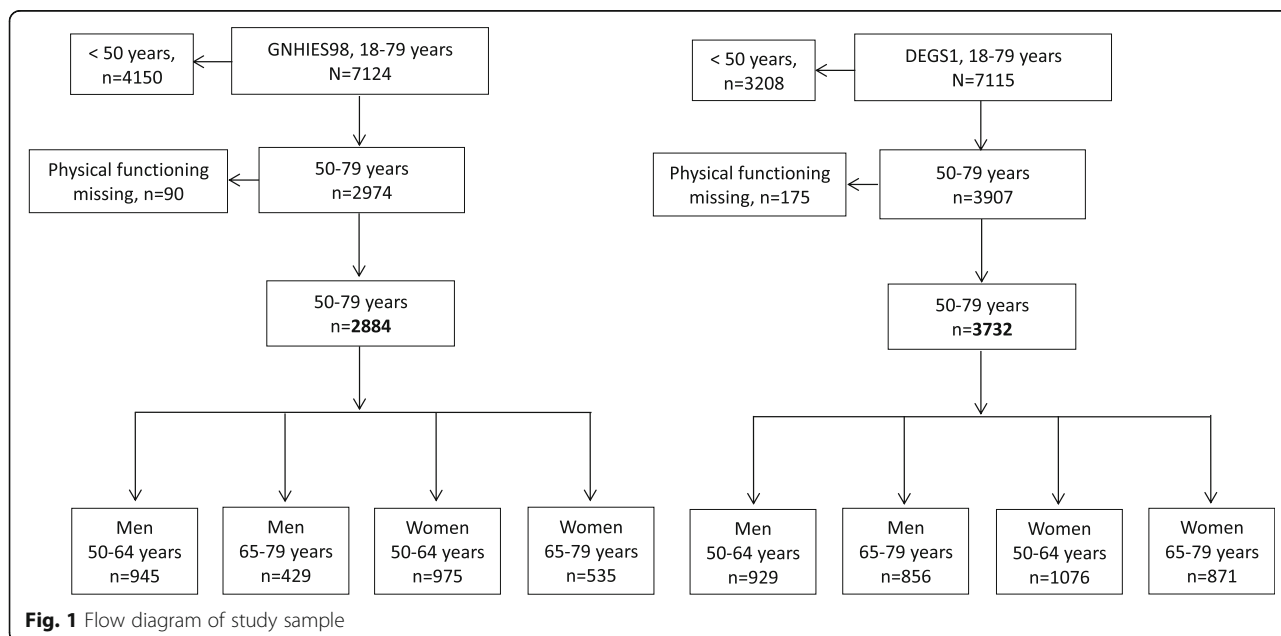 < 50 years,
n=4150
GNHIES98, 18-79 years
N=7124
Physical functioning
missing, n=90
50-79 years
n=2974
50-79 years
n=2884
Men
50-64 years
n=945
Men
65-79 years
n=429
Women
50-64 years
n=975
Women
65-79 years
n=535
< 50 years,
n=3208
DEGS1, 18-79 years
N=7115
Physical functioning
missing, n=175
50-79 years
n=3907
50-79 years
n=3732
Men
50-64 years
n=929
Men
65-79 years
n=856
Women
50-64 years
n=1076
Women
65-79 years
n=871
Fig. 1 Flow diagram of study sample